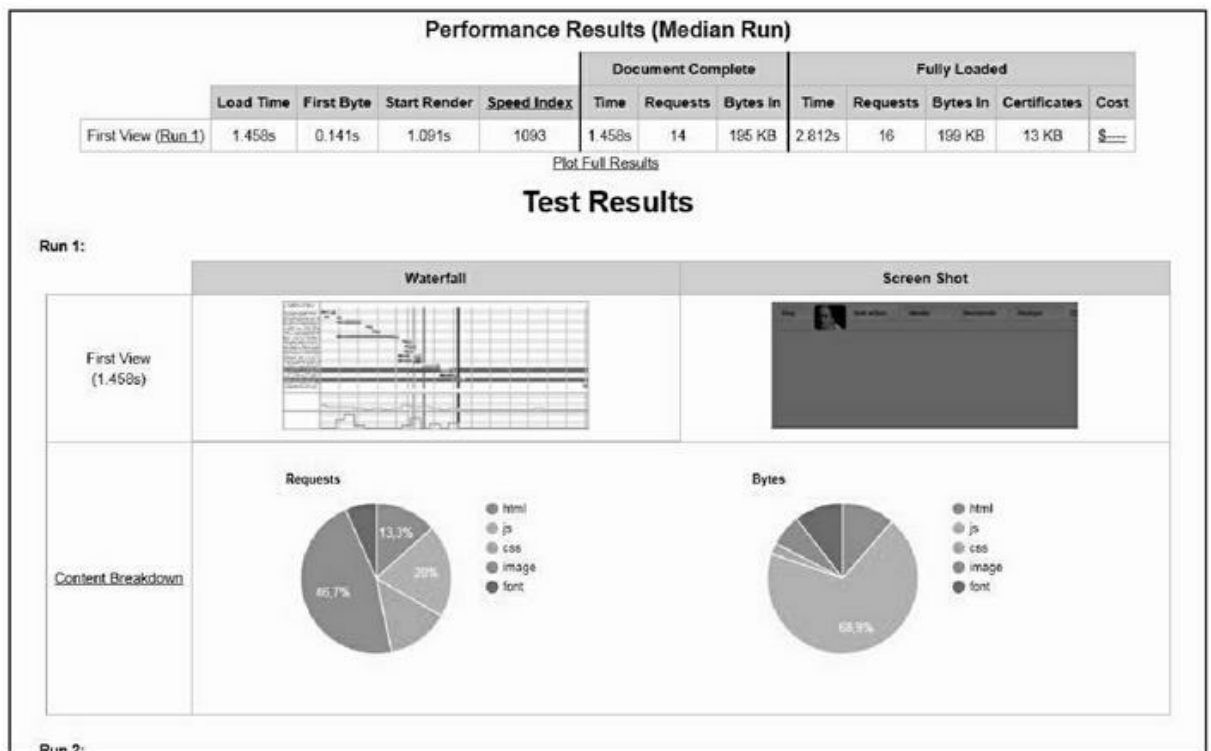 Performance Results (Median Run)
Document Complete Fully Loaded
Load Time First Byte Start Render Speed Index Time Requests Bytes In Time Requests Bytes In Certificates Cost
First View (Run 1) 1.458s 0.141s 1.091s 1093 1.458s 14 195 KB 2.812s 16 199 KB 13 KB $----
Plot Full Results
Test Results
Run 1:
Waterfall Screen Shot
First View
(1.458s)
Content Breakdown
Requests
13,3%
20%
46,7%
html
js
css
image
font
Bytes
68,9%
html
js
css
image
font
Run 2: